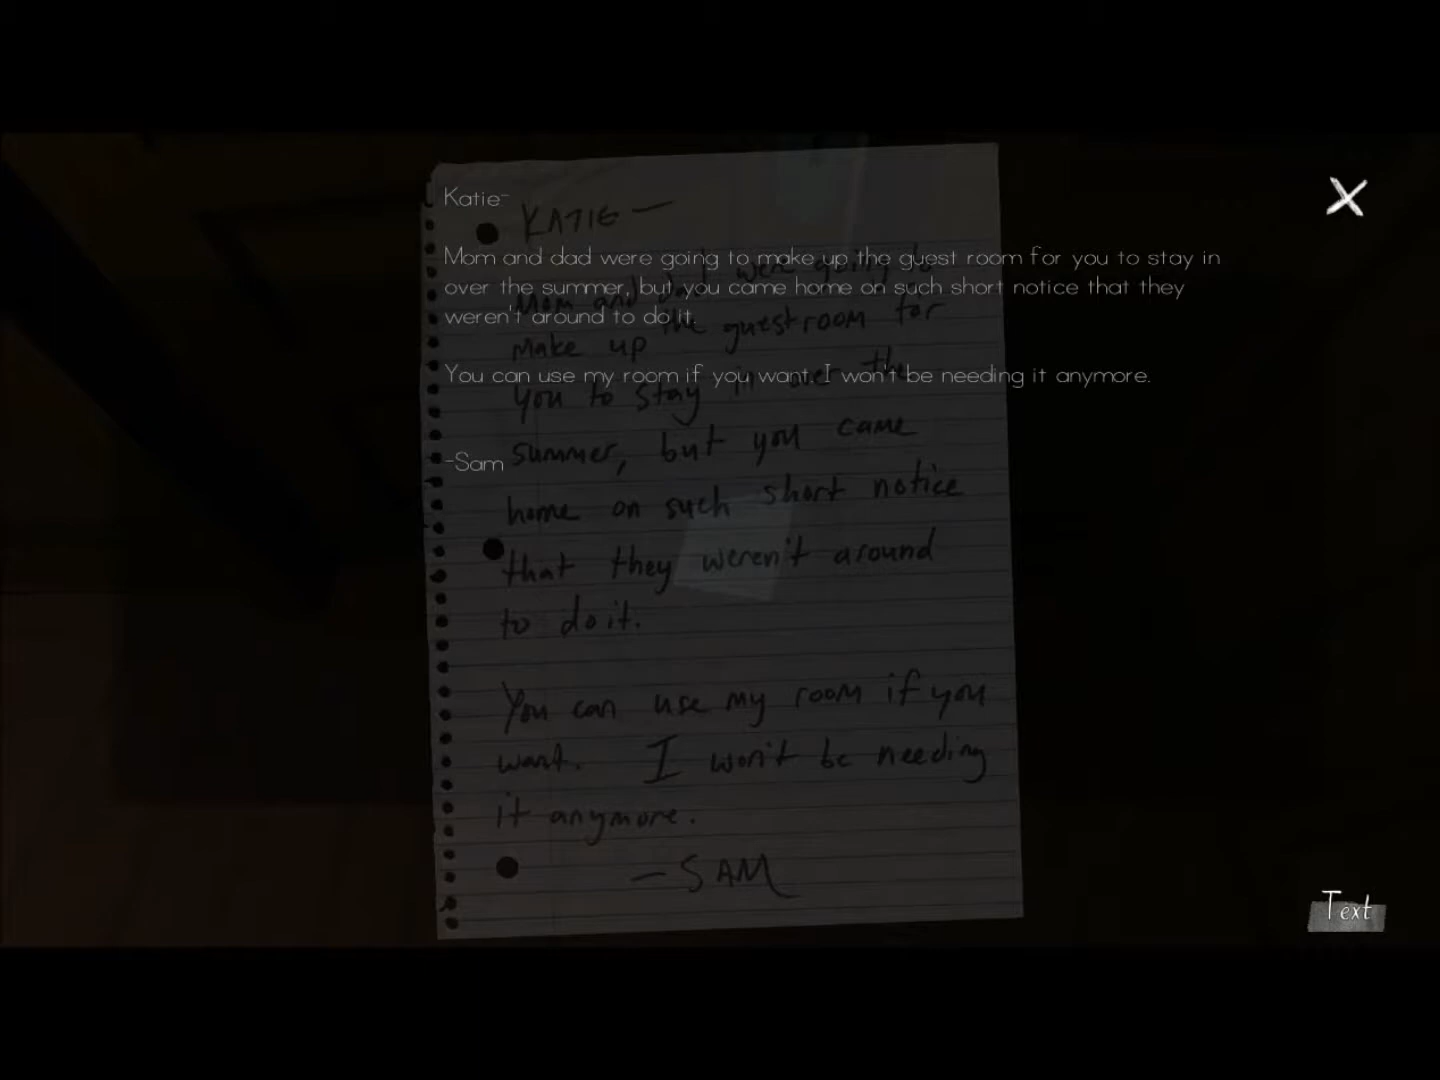 Katie-
Mom and dad were going to make up the guest room for you to stay in
over the summer, but you came home on such short notice that they
weren't around to do it.
You can use my room if you want. I won't be needing it anymore.
-Sam
KATIE —
Mom and dad were going to
make up the guest room for
you to stay in over the
summer, but you came
home on such short notice
that they weren't around
to do it.
You can use my room if you
want. I won't be needing
it anymore.
— SAM
X
Text